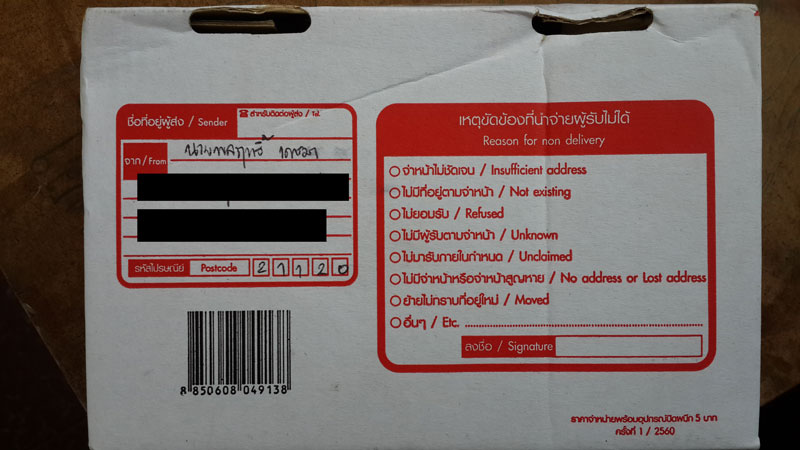 ชื่อที่อยู่ผู้ส่ง / Sender
☎ สำหรับติดต่อผู้ส่ง / Tel.
จาก / From
รหัสไปรษณีย์ Postcode 21120
8 850608 049138
เหตุขัดข้องที่นำจ่ายผู้รับไม่ได้
Reason for non delivery
จ่าหน้าไม่ชัดเจน / Insufficient address
ไม่มีที่อยู่ตามจ่าหน้า / Not existing
ไม่ยอมรับ / Refused
ไม่มีผู้รับตามจ่าหน้า / Unknown
ไม่มารับภายในกำหนด / Unclaimed
ไม่มีจ่าหน้าหรือจ่าหน้าสูญหาย / No address or Lost address
ย้ายไม่ทราบที่อยู่ใหม่ / Moved
อื่นๆ / Etc.
ลงชื่อ / Signature
ราคาจำหน่ายพร้อมอุปกรณ์ปิดผนึก 5 บาท
ครั้งที่ 1 / 2560